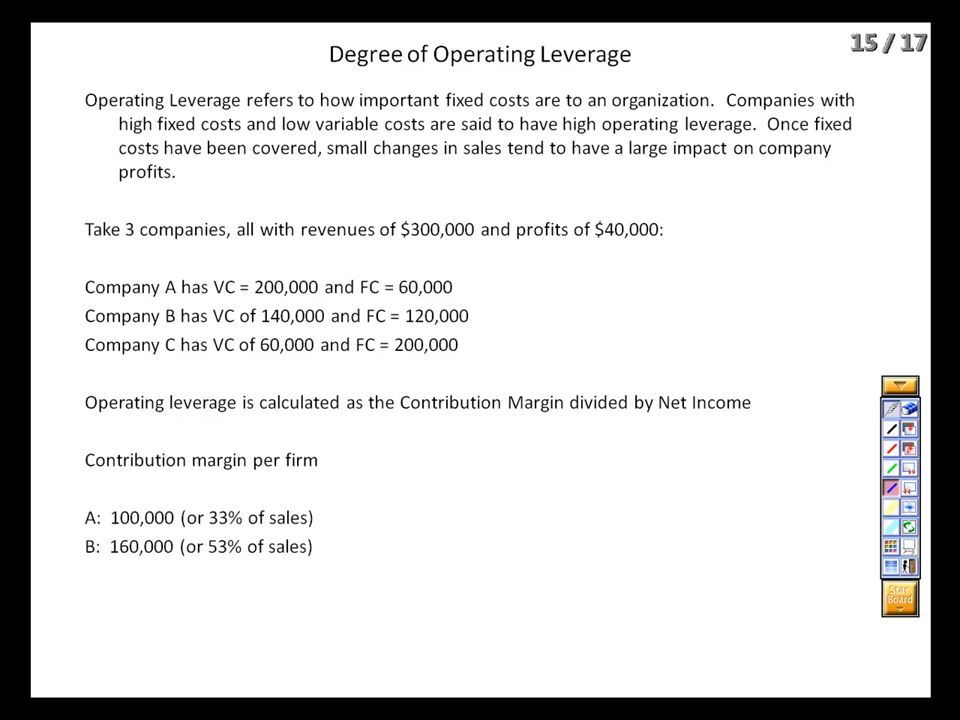 15 / 17
Degree of Operating Leverage
Operating Leverage refers to how important fixed costs are to an organization. Companies with
high fixed costs and low variable costs are said to have high operating leverage. Once fixed
costs have been covered, small changes in sales tend to have a large impact on company
profits.
Take 3 companies, all with revenues of $300,000 and profits of $40,000:
Company A has VC = 200,000 and FC = 60,000
Company B has VC of 140,000 and FC = 120,000
Company C has VC of 60,000 and FC = 200,000
Operating leverage is calculated as the Contribution Margin divided by Net Income
Contribution margin per firm
A: 100,000 (or 33% of sales)
B: 160,000 (or 53% of sales)
Star
Board